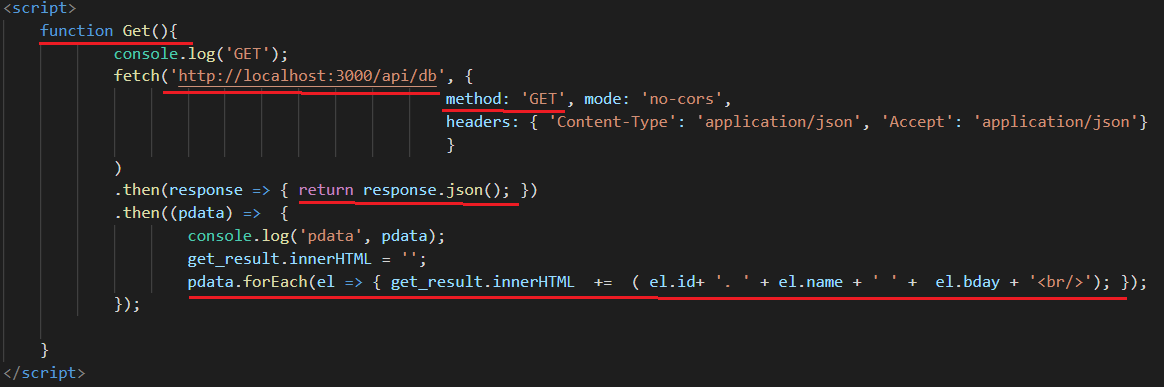 <script>
function Get(){
console.log('GET');
fetch('http://localhost:3000/api/db', {
method: 'GET', mode: 'no-cors',
headers: { 'Content-Type': 'application/json', 'Accept': 'application/json'}
}
)
.then(response => { return response.json(); })
.then((pdata) =>  {
console.log('pdata', pdata);
get_result.innerHTML = '';
pdata.forEach(el => { get_result.innerHTML  +=  ( el.id+ '. ' + el.name + ' ' +  el.bday + '<br/>'); });
});
}
</script>